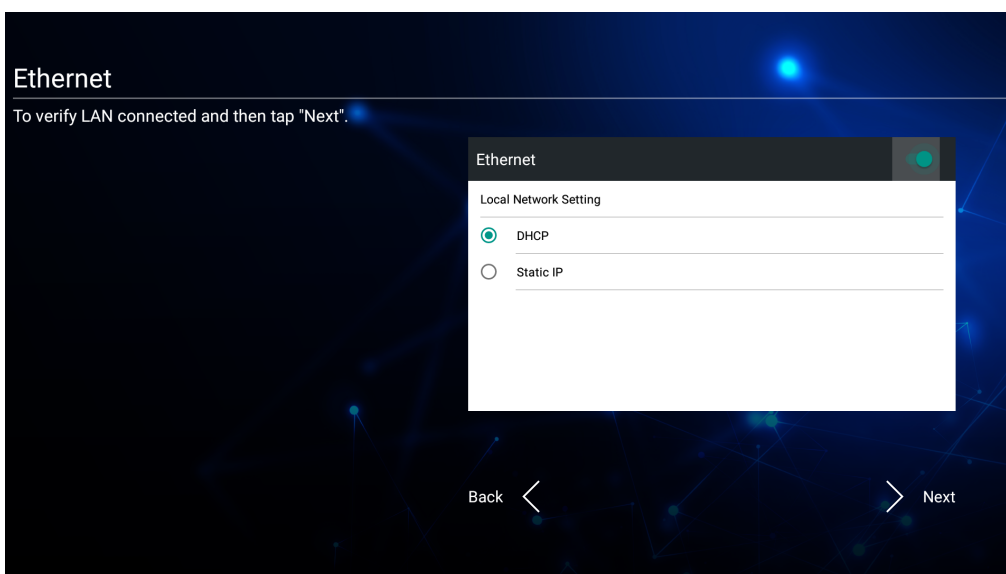 Ethernet
To verify LAN connected and then tap "Next".
Ethernet
Local Network Setting
DHCP
Static IP
Back
Next